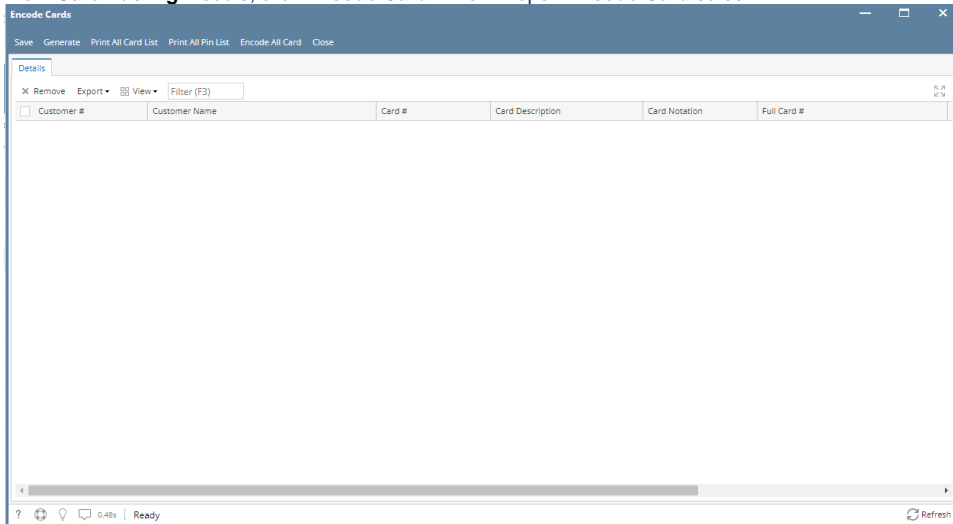 Encode Cards
Save Generate Print All Card List Print All Pin List Encode All Card Close
Details
Remove Export View Filter (F3)
Customer # Customer Name Card # Card Description Card Notation Full Card #
? 0.48s Ready Refresh